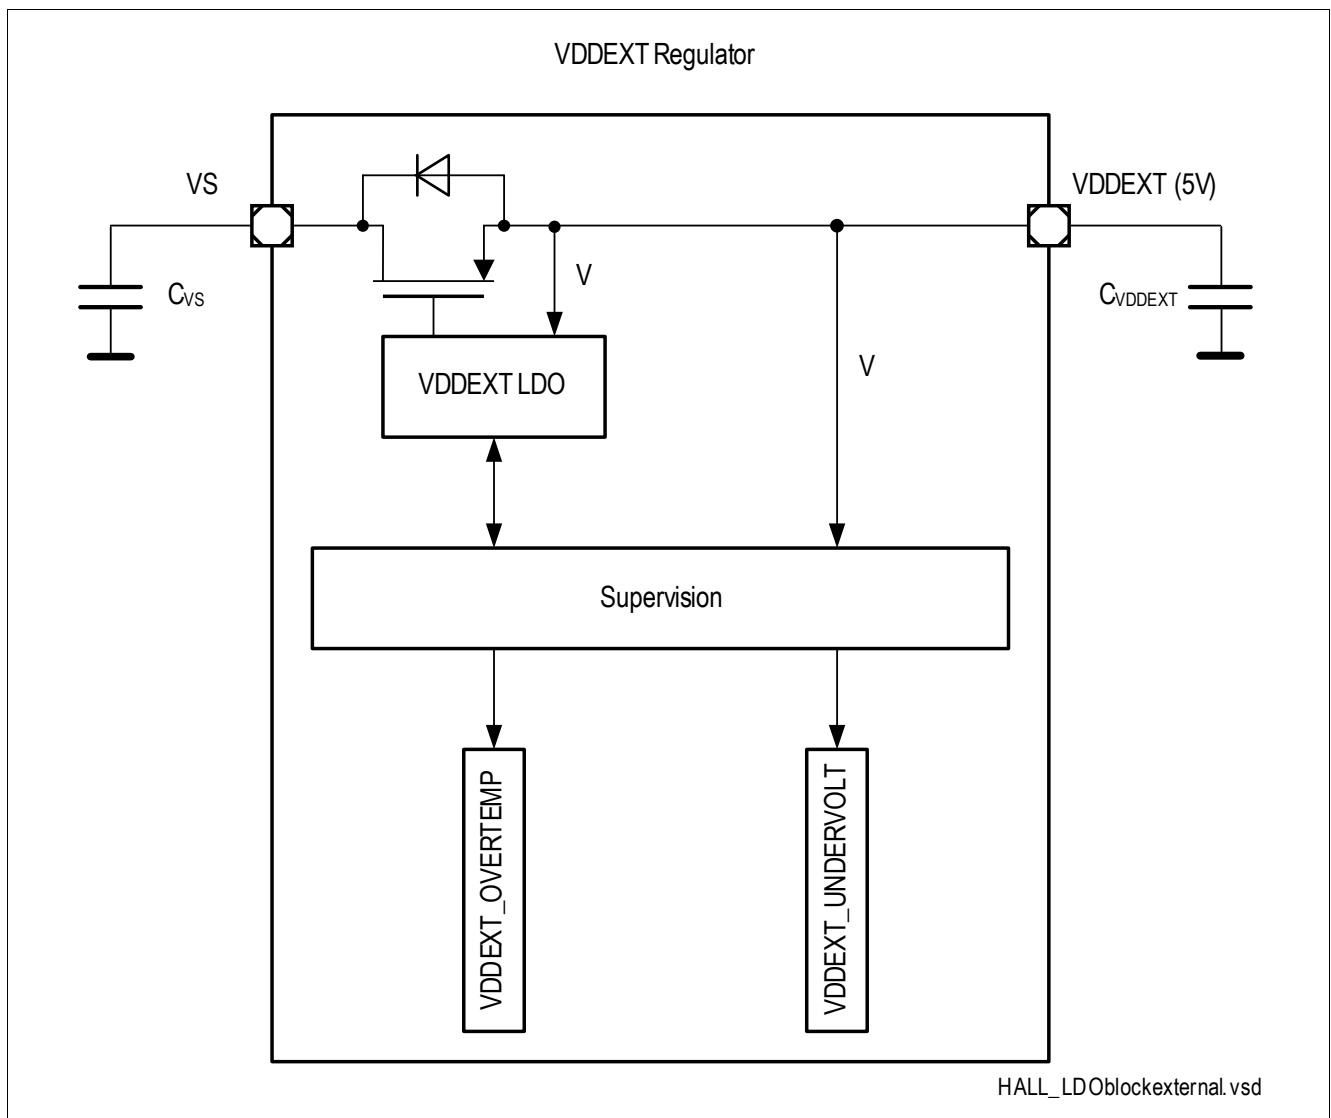 VDDEXT Regulator
VS
VDDEXT (5V)
CVS
V
CVDDEXT
VDDEXT LDO
V
Supervision
VDDEXT_OVERTEMP
VDDEXT_UNDERVOLT
HALL_LDOblockexternal.vsd